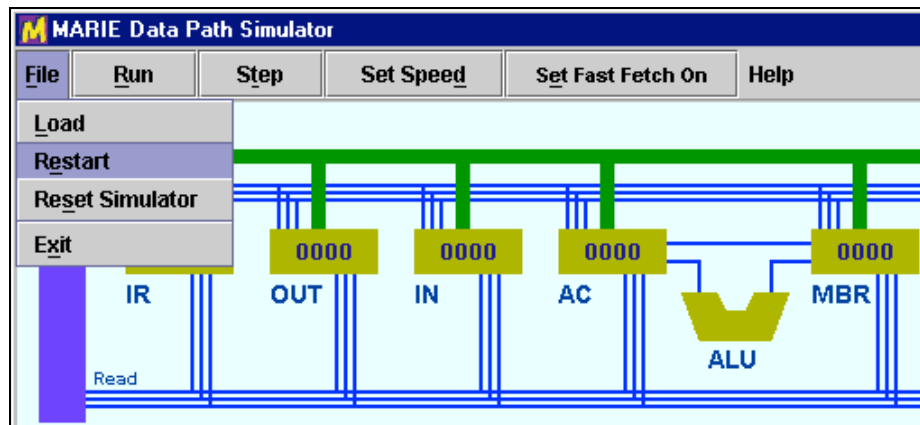 M MARIE Data Path Simulator
File Run Step Set Speed Set Fast Fetch On Help
Load
Restart
Reset Simulator
Exit
0000 0000 0000 0000
IR OUT IN AC MBR
ALU
Read